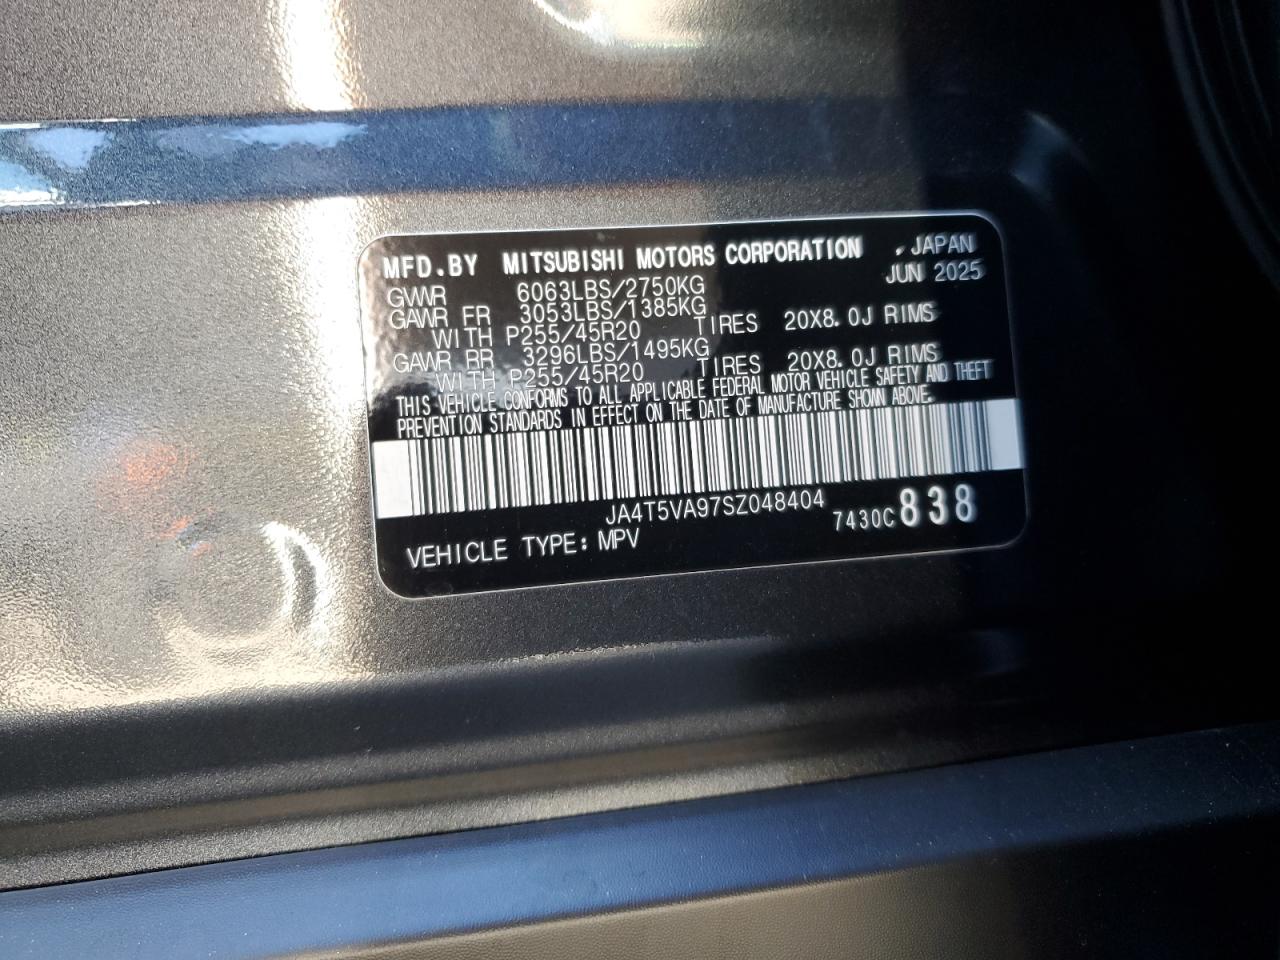 MFD.BY MITSUBISHI MOTORS CORPORATION , JAPAN
JUN 2025
GVWR 6063LBS/2750KG
GAWR FR 3053LBS/1385KG
WITH P255/45R20 TIRES 20X8.0J RIMS
GAWR RR 3296LBS/1495KG
WITH P255/45R20 TIRES 20X8.0J RIMS
THIS VEHICLE CONFORMS TO ALL APPLICABLE FEDERAL MOTOR VEHICLE SAFETY AND THEFT
PREVENTION STANDARDS IN EFFECT ON THE DATE OF MANUFACTURE SHOWN ABOVE.
JA4T5VA97SZ048404 7430C838
VEHICLE TYPE: MPV